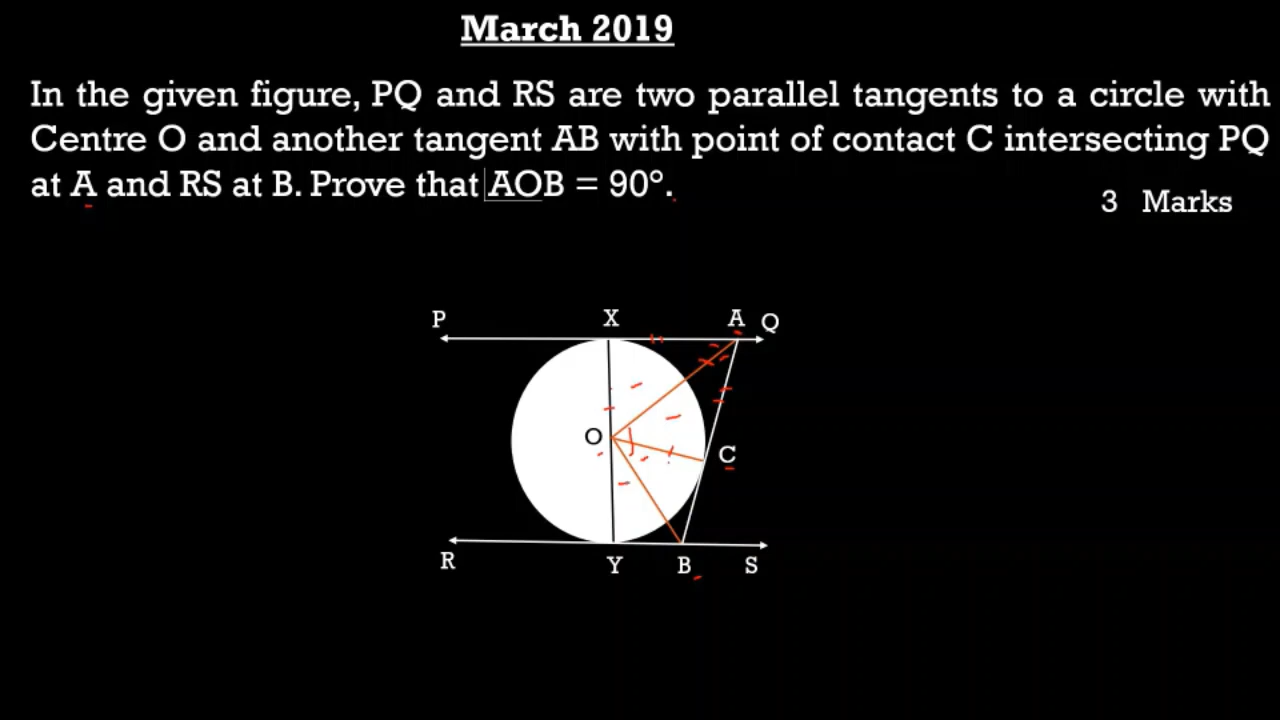 March 2019
In the given figure, PQ and RS are two parallel tangents to a circle with
Centre O and another tangent AB with point of contact C intersecting PQ
at A and RS at B. Prove that AOB = 90°.
3 Marks
P X A Q
O
C
R Y B S